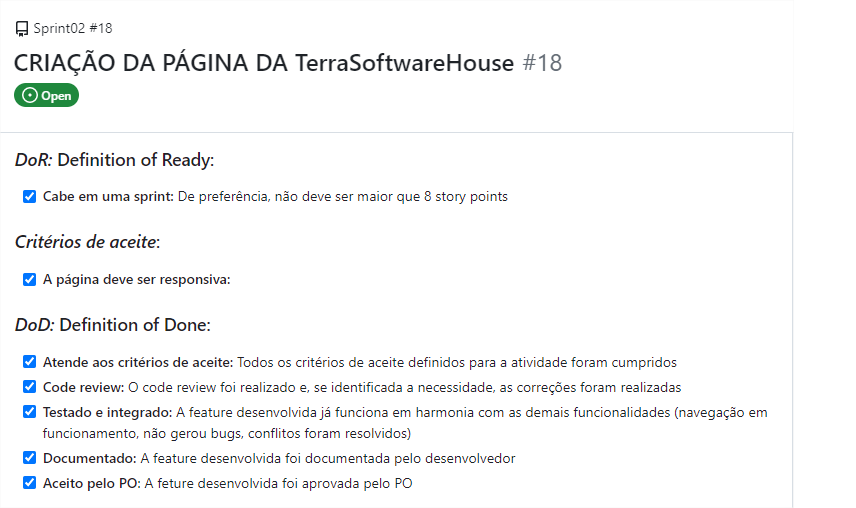 Sprint02 #18
CRIAÇÃO DA PÁGINA DA TerraSoftwareHouse #18
Open
DoR: Definition of Ready:
Cabe em uma sprint: De preferência, não deve ser maior que 8 story points
Critérios de aceite:
A página deve ser responsiva:
DoD: Definition of Done:
Atende aos critérios de aceite: Todos os critérios de aceite definidos para a atividade foram cumpridos
Code review: O code review foi realizado e, se identificada a necessidade, as correções foram realizadas
Testado e integrado: A feature desenvolvida já funciona em harmonia com as demais funcionalidades (navegação em
funcionamento, não gerou bugs, conflitos foram resolvidos)
Documentado: A feature desenvolvida foi documentada pelo desenvolvedor
Aceito pelo PO: A feture desenvolvida foi aprovada pelo PO